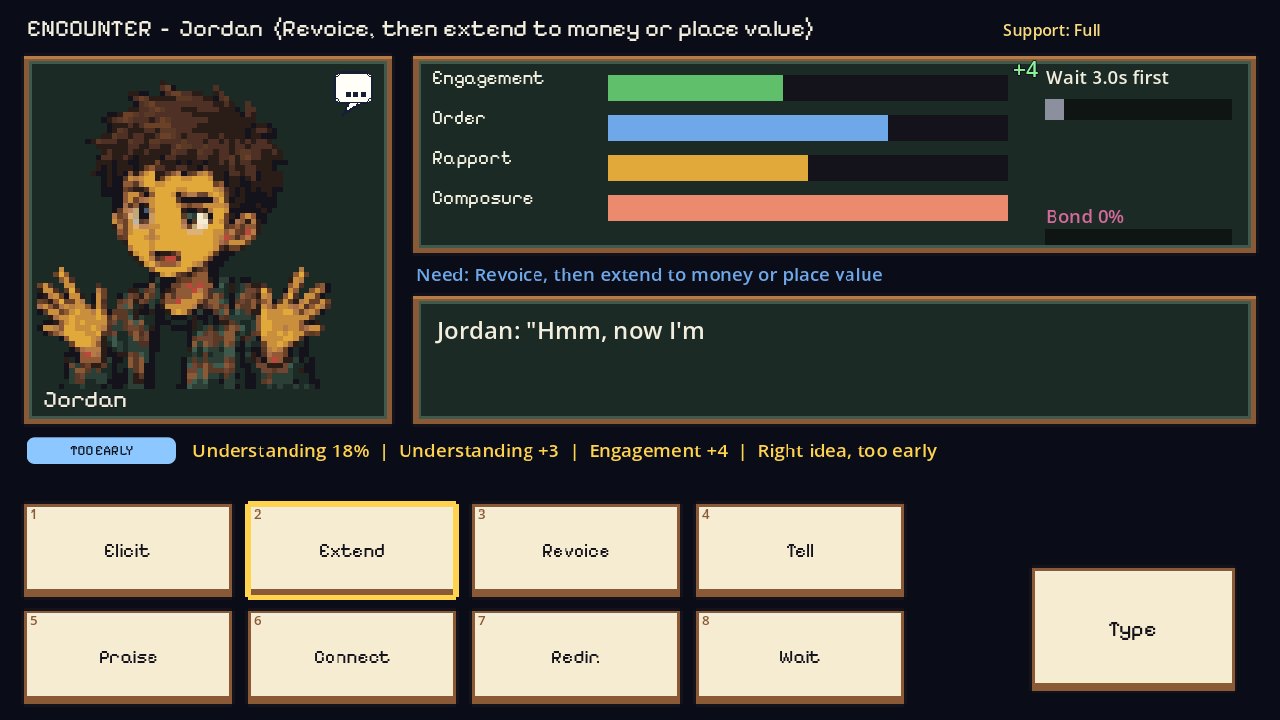 ENCOUNTER - Jordan (Revoice, then extend to money or place value)
Support: Full
Engagement
+4
Wait 3.0s first
Order
Rapport
Composure
Bond 0%
Need: Revoice, then extend to money or place value
Jordan: "Hmm, now I'm
Jordan
TOO EARLY
Understanding 18% | Understanding +3 | Engagement +4 | Right idea, too early
1
Elicit
2
Extend
3
Revoice
4
Tell
5
Praise
6
Connect
7
Redir.
8
Wait
Type